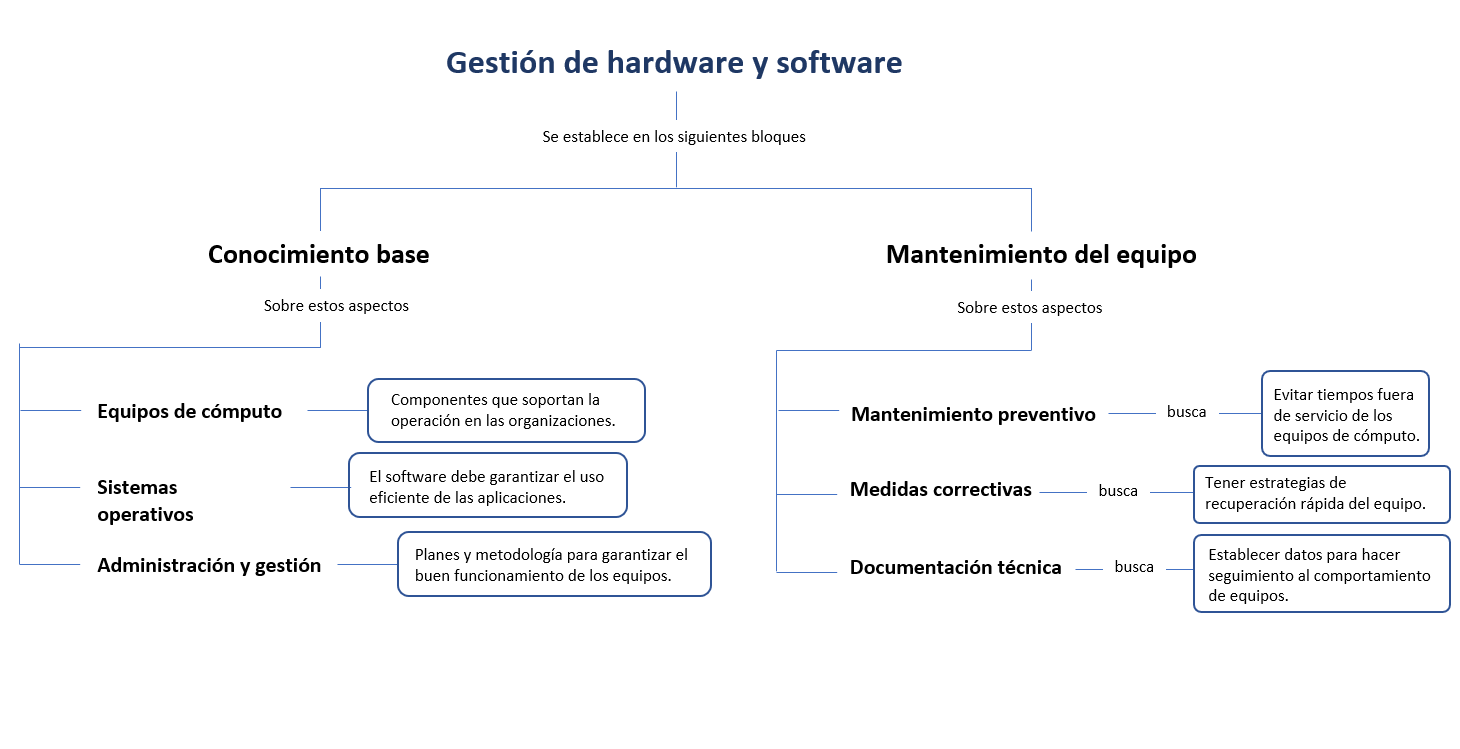 Gestión de hardware y software
Se establece en los siguientes bloques
Conocimiento base
Sobre estos aspectos
Equipos de cómputo
Componentes que soportan la
operación en las organizaciones.
Sistemas
operativos
El software debe garantizar el uso
eficiente de las aplicaciones.
Administración y gestión
Planes y metodología para garantizar el
buen funcionamiento de los equipos.
Mantenimiento del equipo
Sobre estos aspectos
Mantenimiento preventivo
busca
Evitar tiempos fuera
de servicio de los
equipos de cómputo.
Medidas correctivas
busca
Tener estrategias de
recuperación rápida del equipo.
Documentación técnica
busca
Establecer datos para hacer
seguimiento al comportamiento
de equipos.